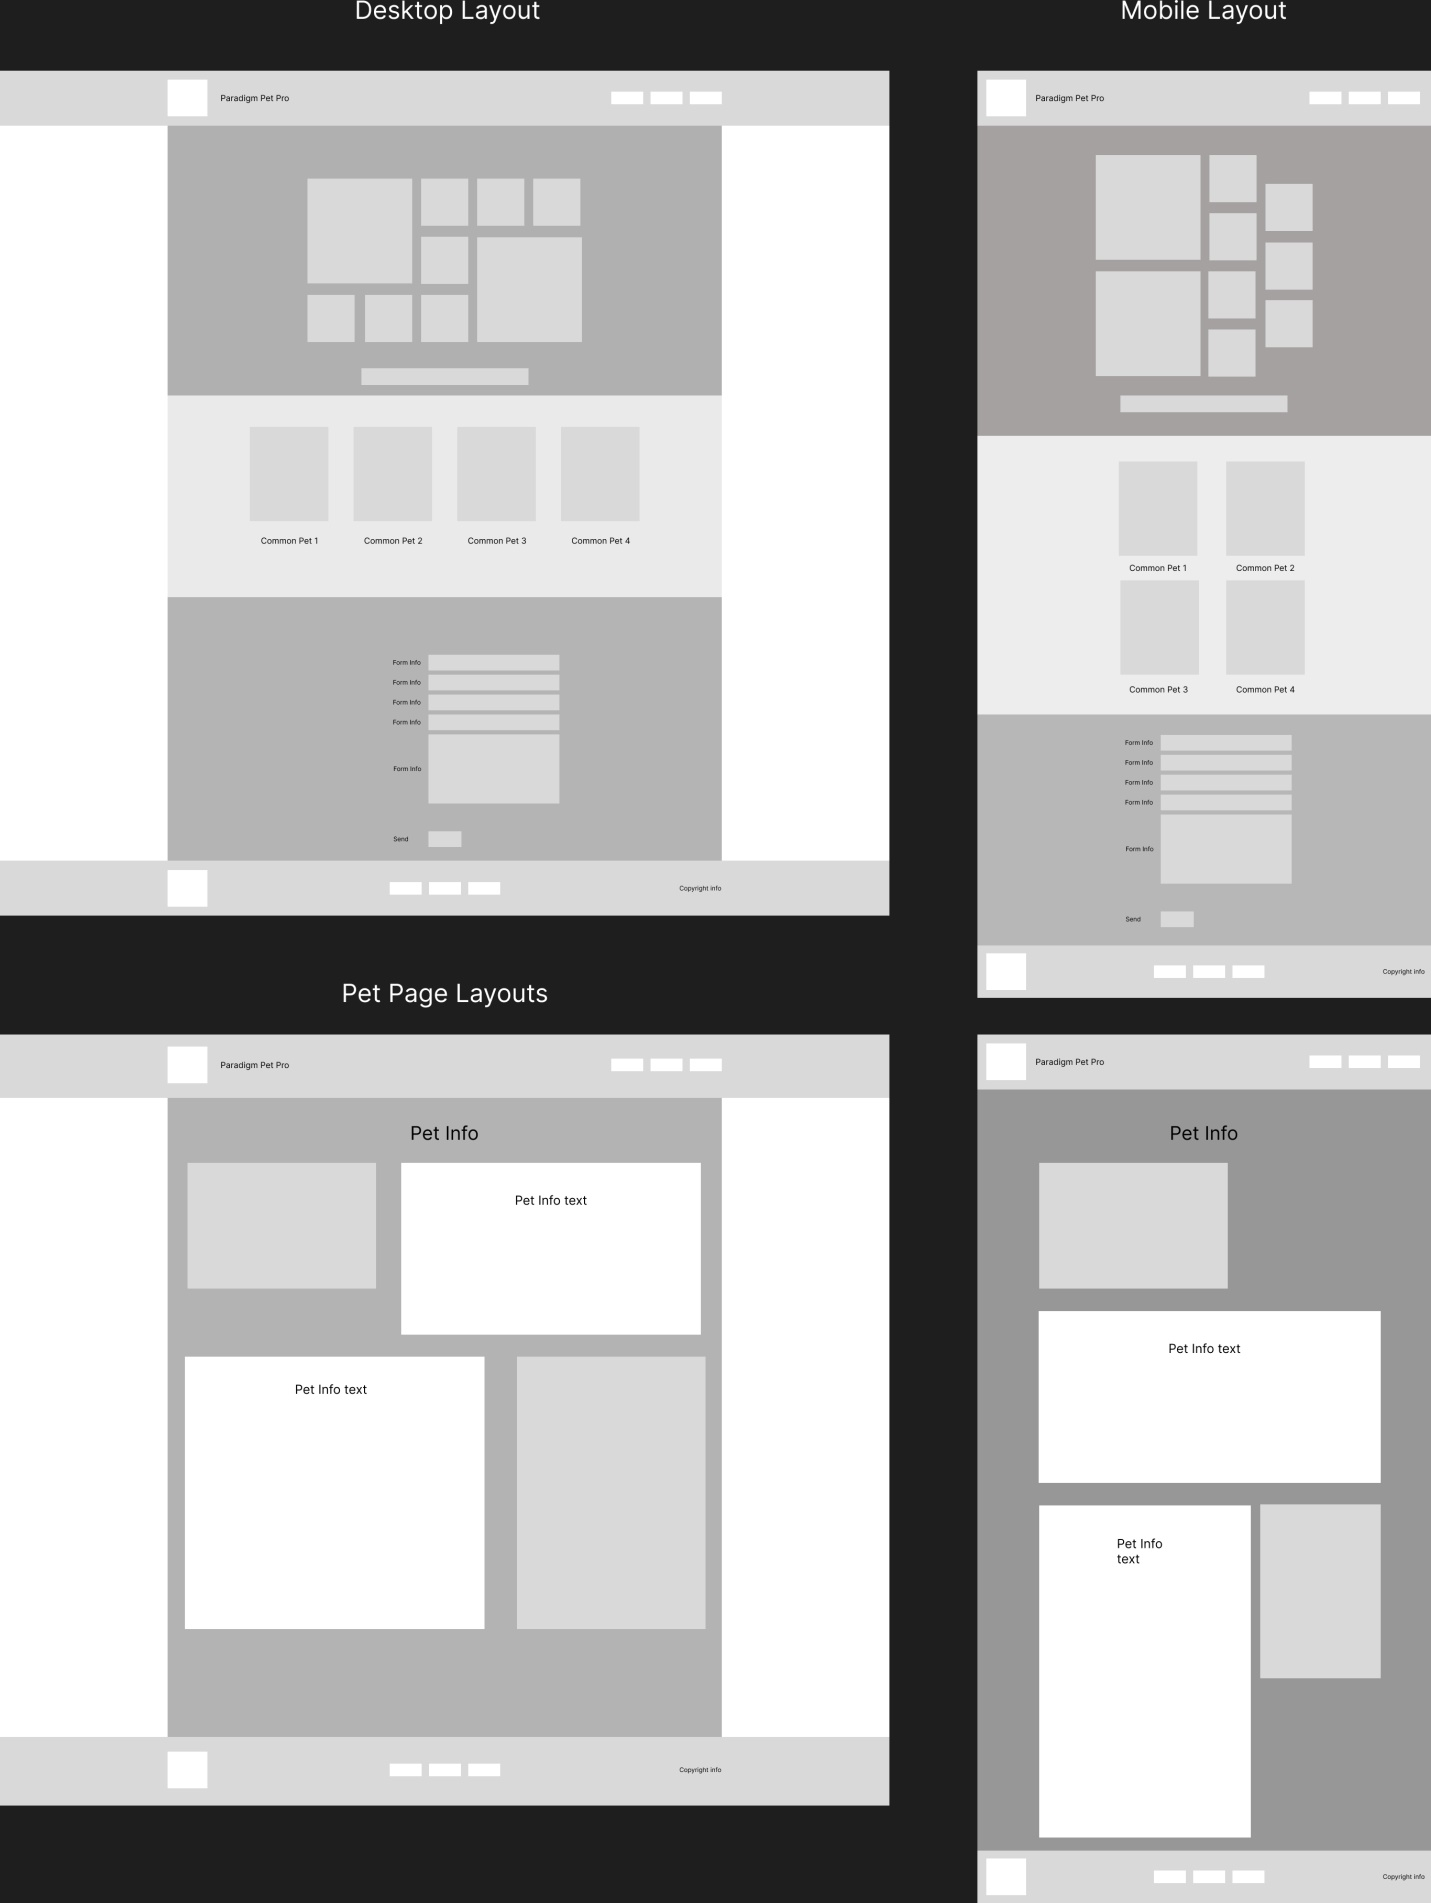 Desktop Layout
Paradigm Pet Pro
Common Pet 1
Common Pet 2
Common Pet 3
Common Pet 4
Form Info
Form Info
Form Info
Form Info
Form Info
Send
Copyright info
Mobile Layout
Paradigm Pet Pro
Common Pet 1
Common Pet 2
Common Pet 3
Common Pet 4
Form Info
Form Info
Form Info
Form Info
Form Info
Send
Copyright info
Pet Page Layouts
Paradigm Pet Pro
Pet Info
Pet Info text
Pet Info text
Copyright info
Paradigm Pet Pro
Pet Info
Pet Info text
Pet Info
text
Copyright info